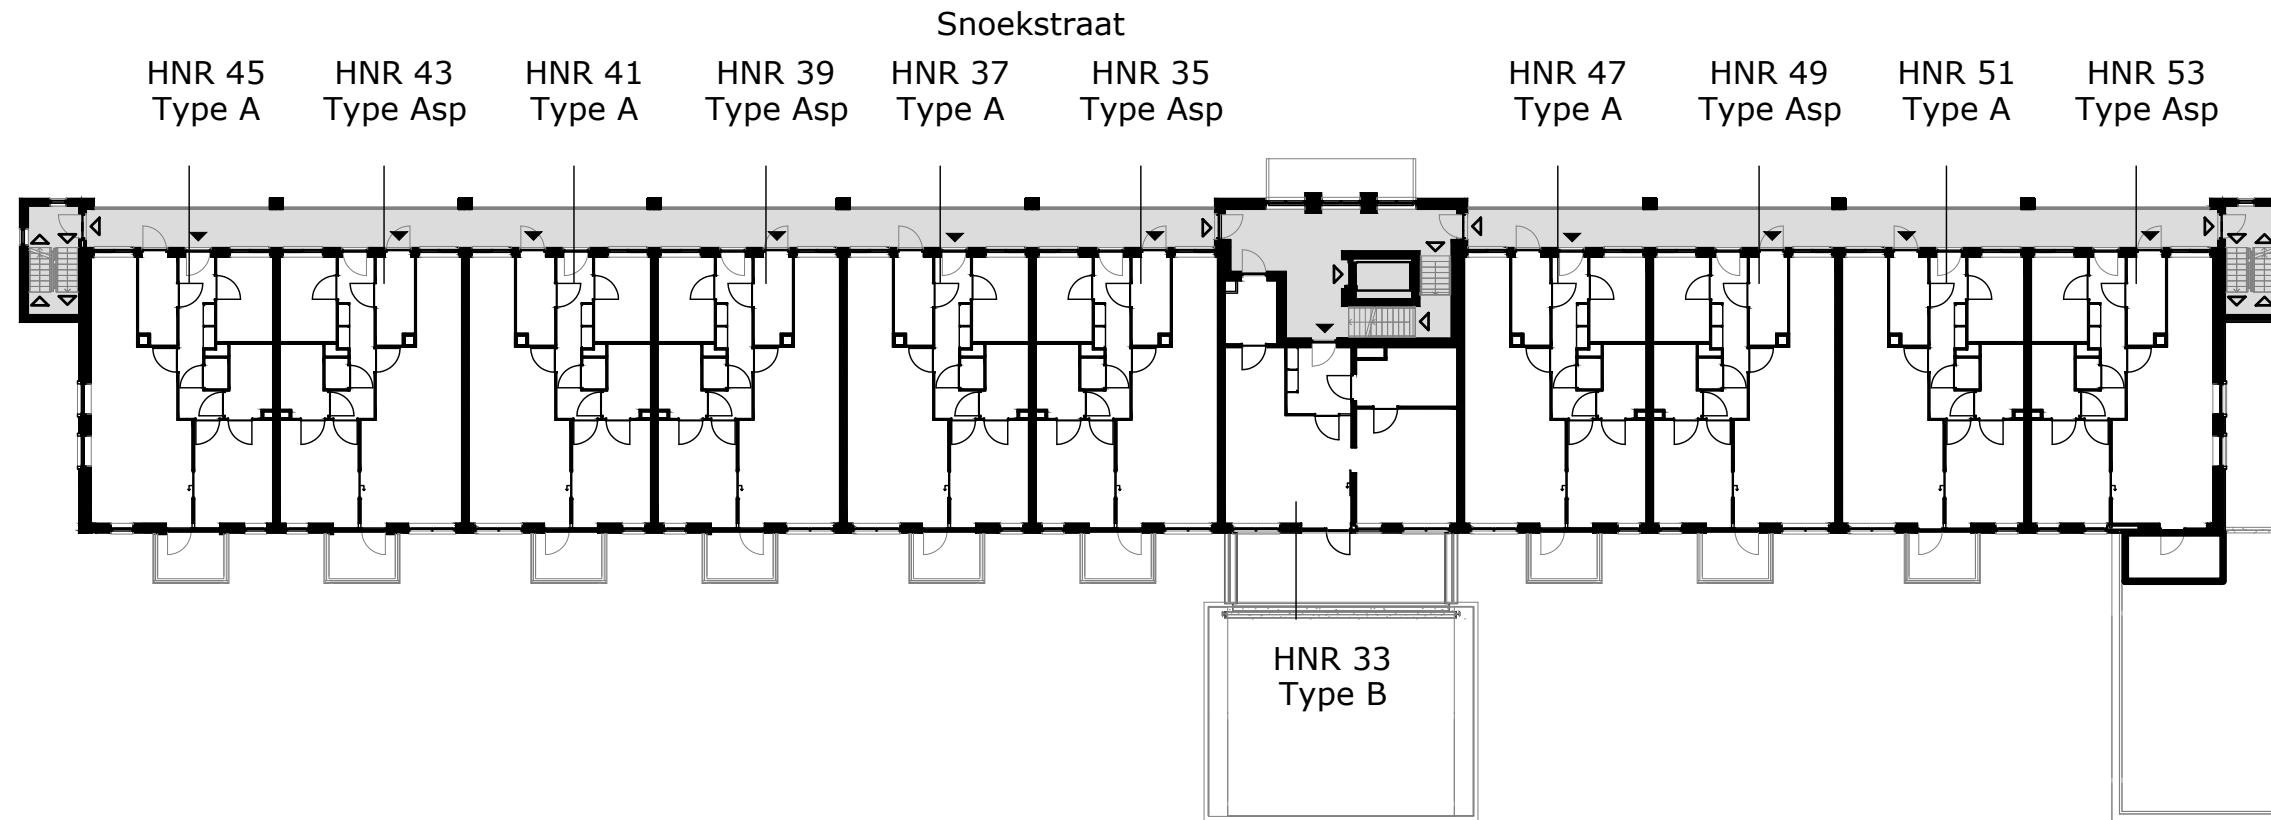 Snoekstraat
HNR 45
Type A
HNR 43
Type Asp
HNR 41
Type A
HNR 39
Type Asp
HNR 37
Type A
HNR 35
Type Asp
HNR 47
Type A
HNR 49
Type Asp
HNR 51
Type A
HNR 53
Type Asp
HNR 33
Type B